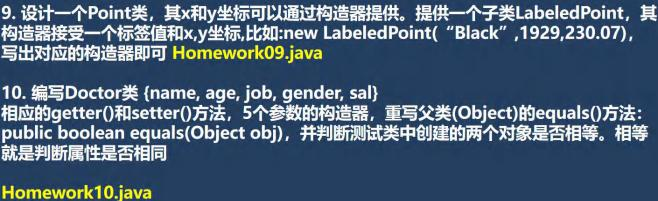 9. 设计一个Point类，其x和y坐标可以通过构造器提供。提供一个子类LabeledPoint，其
构造器接受一个标签值和x,y坐标,比如:new LabeledPoint(“Black”,1929,230.07),
写出对应的构造器即可 Homework09.java
10. 编写Doctor类 {name, age, job, gender, sal}
相应的getter()和setter()方法，5个参数的构造器，重写父类(Object)的equals()方法：
public boolean equals(Object obj)，并判断测试类中创建的两个对象是否相等。相等
就是判断属性是否相同
Homework10.java